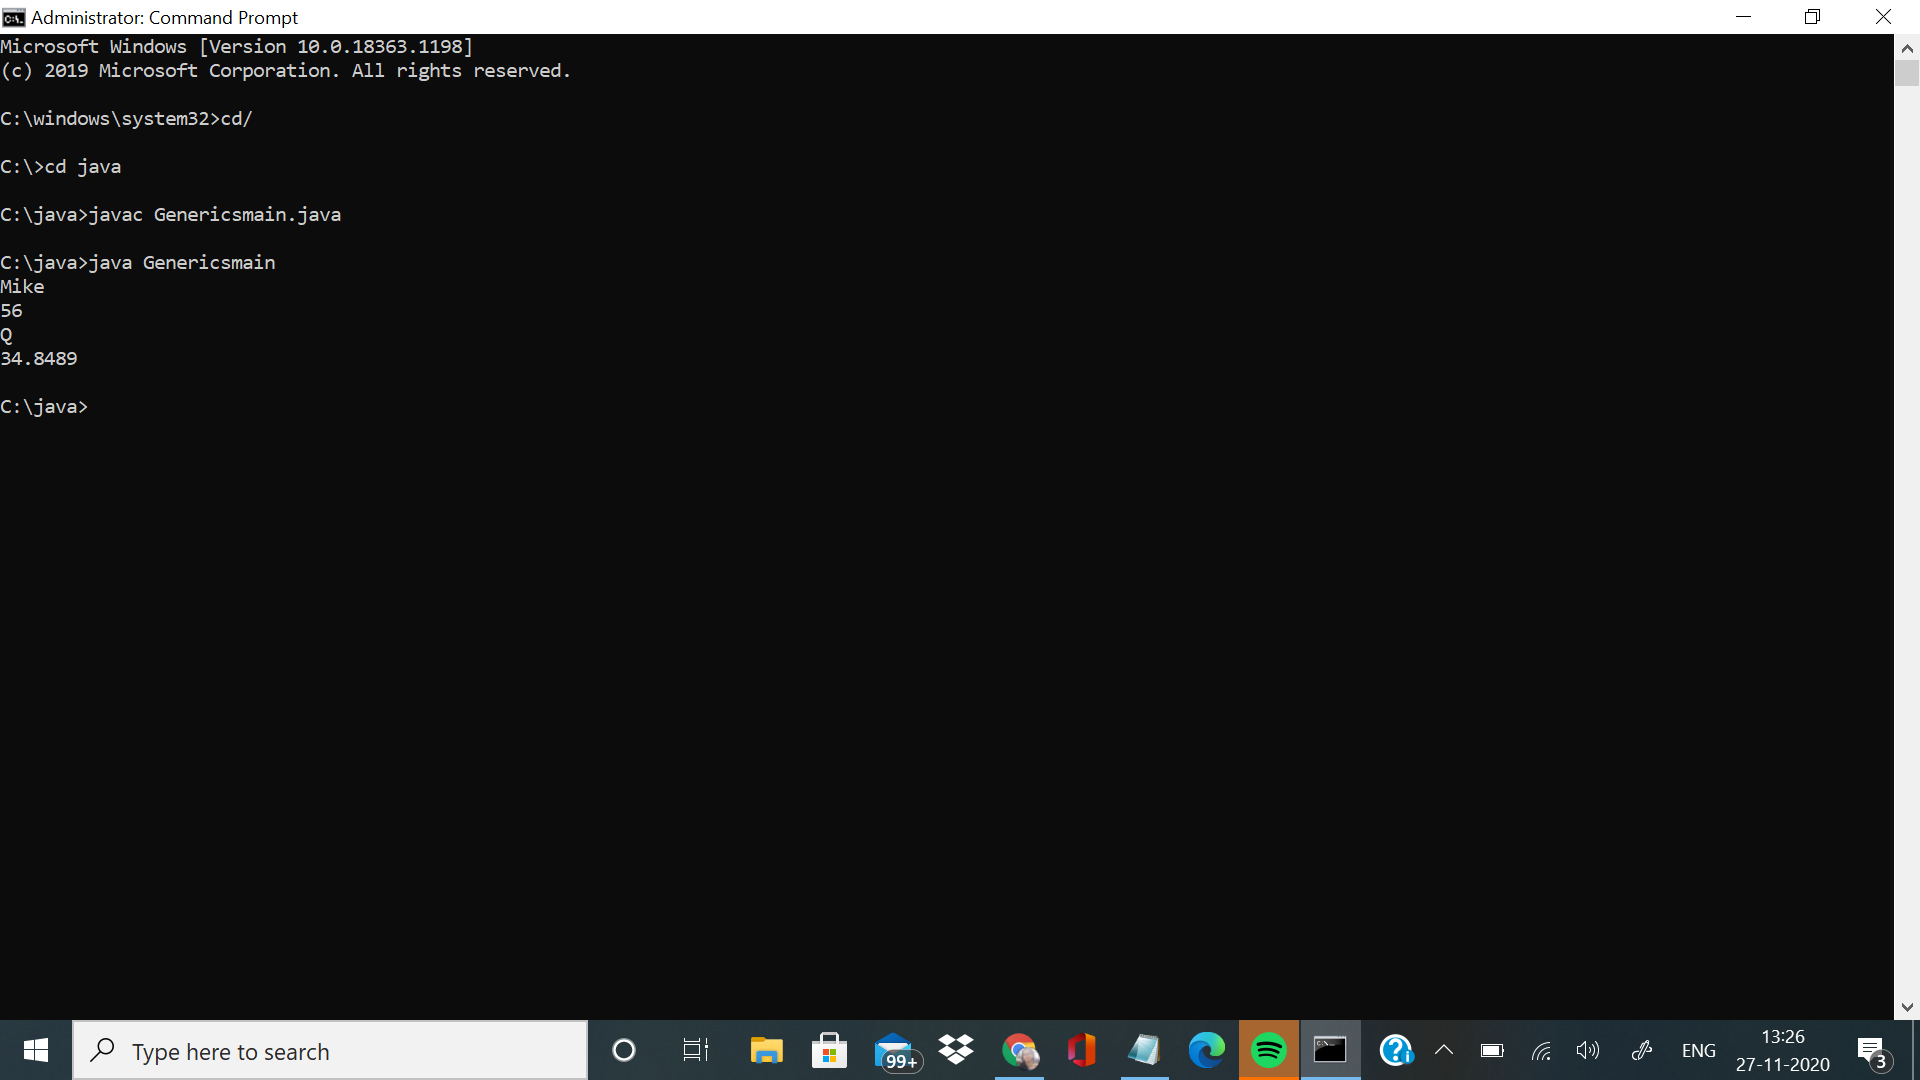 Administrator: Command Prompt
Microsoft Windows [Version 10.0.18363.1198]
(c) 2019 Microsoft Corporation. All rights reserved.
C:\windows\system32>cd/
C:\>cd java
C:\java>javac Genericsmain.java
C:\java>java Genericsmain
Mike
56
Q
34.8489
C:\java>
Type here to search
99+
ENG
13:26
27-11-2020
3